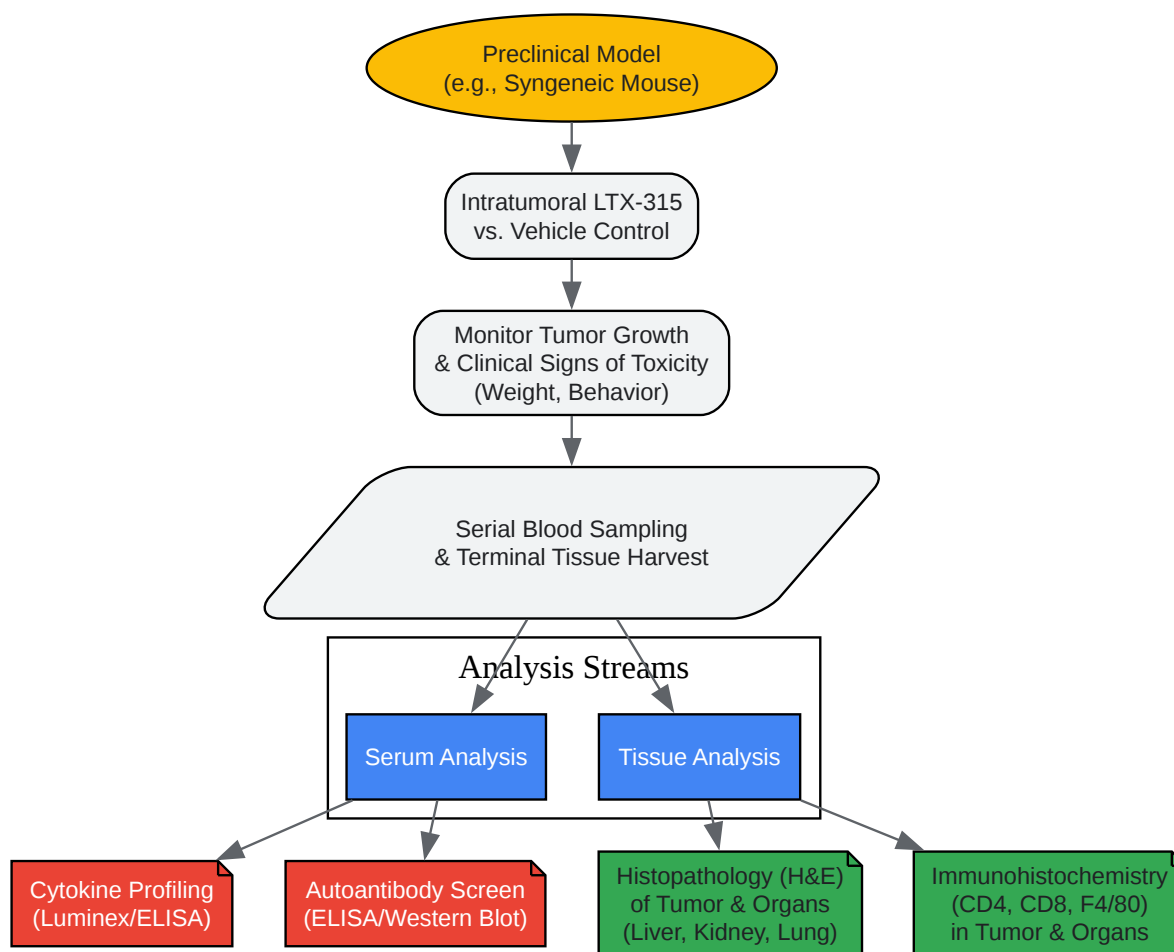 Preclinical Model
(e.g., Syngeneic Mouse)
Intratumoral LTX-315
vs. Vehicle Control
Monitor Tumor Growth
& Clinical Signs of Toxicity
(Weight, Behavior)
Serial Blood Sampling
& Terminal Tissue Harvest
Analysis Streams
Serum Analysis
Tissue Analysis
Cytokine Profiling
(Luminex/ELISA)
Autoantibody Screen
(ELISA/Western Blot)
Histopathology (H&E)
of Tumor & Organs
(Liver, Kidney, Lung)
Immunohistochemistry
(CD4, CD8, F4/80)
in Tumor & Organs